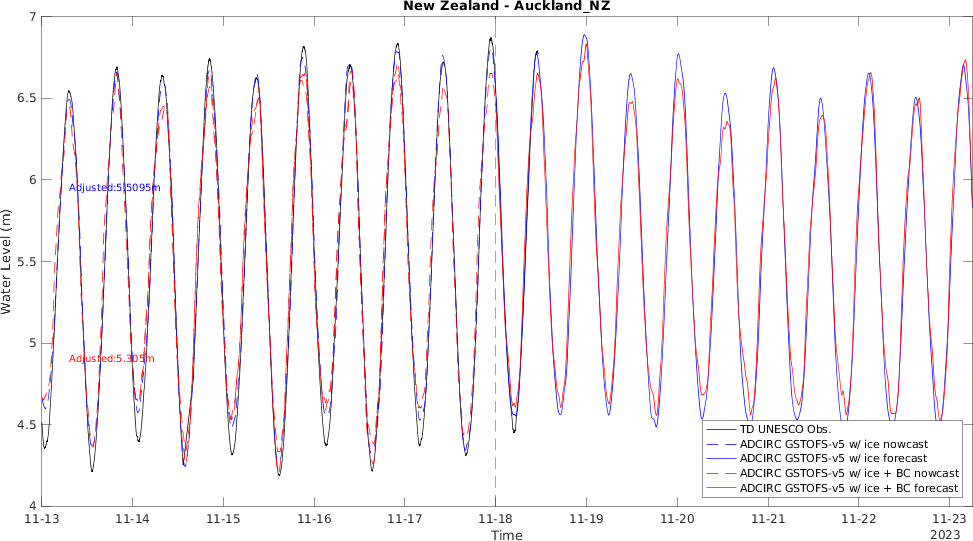 New Zealand - Auckland_NZ
Water Level (m)
7
6.5
6
5.5
5
4.5
4
Adjusted:5.5095m
Adjusted:5.305m
TD UNESCO Obs.
ADCIRC GSTOFS-v5 w/ ice nowcast
ADCIRC GSTOFS-v5 w/ ice forecast
ADCIRC GSTOFS-v5 w/ ice + BC nowcast
ADCIRC GSTOFS-v5 w/ ice + BC forecast
11-13 11-14 11-15 11-16 11-17 11-18 11-19 11-20 11-21 11-22 11-23
2023
Time